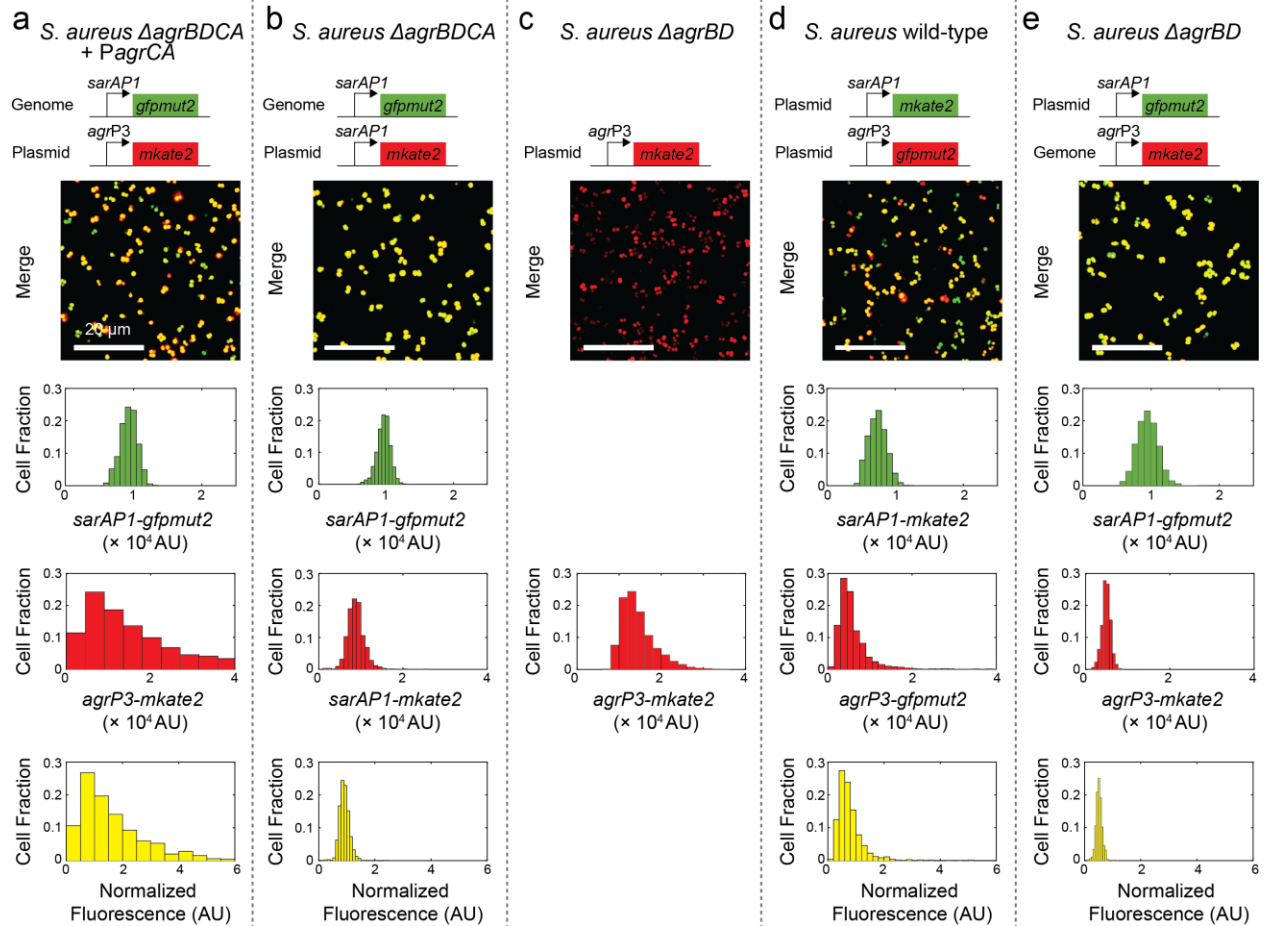 a S. aureus ΔagrBDCA
+ PagrCA
sarAP1
Genome gfpmut2
agrP3
Plasmid mkate2
Merge
20 μm
0.3
0.2
0.1
0
Cell Fraction
0 1 2
sarAP1-gfpmut2
(× 10⁴ AU)
0.3
0.2
0.1
0
Cell Fraction
0 2 4
agrP3-mkate2
(× 10⁴ AU)
0.3
0.2
0.1
0
Cell Fraction
0 2 4 6
Normalized
Fluorescence (AU)
b S. aureus ΔagrBDCA
sarAP1
Genome gfpmut2
sarAP1
Plasmid mkate2
Merge
0.3
0.2
0.1
0
Cell Fraction
0 1 2
sarAP1-gfpmut2
(× 10⁴ AU)
0.3
0.2
0.1
0
Cell Fraction
0 2 4
sarAP1-mkate2
(× 10⁴ AU)
0.3
0.2
0.1
0
Cell Fraction
0 2 4 6
Normalized
Fluorescence (AU)
c S. aureus ΔagrBD
agrP3
Plasmid mkate2
Merge
0.3
0.2
0.1
0
Cell Fraction
0 2 4
agrP3-mkate2
(× 10⁴ AU)
d S. aureus wild-type
sarAP1
Plasmid mkate2
agrP3
Plasmid gfpmut2
Merge
0.3
0.2
0.1
0
Cell Fraction
0 1 2
sarAP1-mkate2
(× 10⁴ AU)
0.3
0.2
0.1
0
Cell Fraction
0 2 4
agrP3-gfpmut2
(× 10⁴ AU)
0.3
0.2
0.1
0
Cell Fraction
0 2 4 6
Normalized
Fluorescence (AU)
e S. aureus ΔagrBD
sarAP1
Plasmid gfpmut2
agrP3
Gemone mkate2
Merge
0.3
0.2
0.1
0
Cell Fraction
0 1 2
sarAP1-gfpmut2
(× 10⁴ AU)
0.3
0.2
0.1
0
Cell Fraction
0 2 4
agrP3-mkate2
(× 10⁴ AU)
0.3
0.2
0.1
0
Cell Fraction
0 2 4 6
Normalized
Fluorescence (AU)